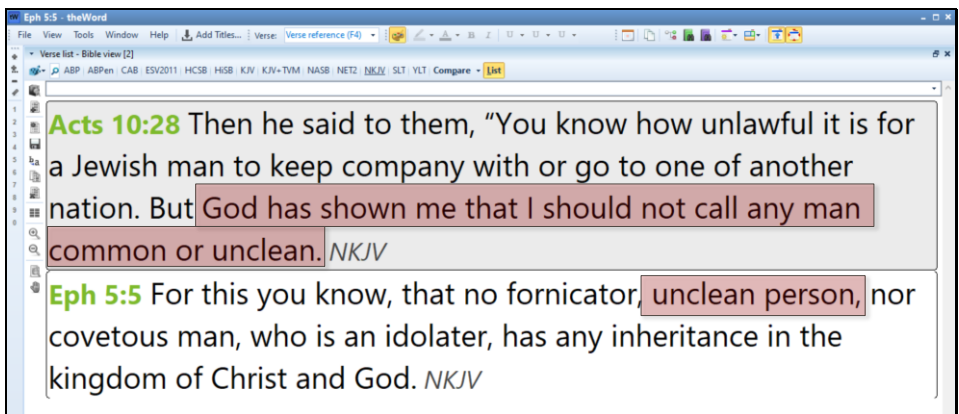 Eph 5:5 - theWord
File View Tools Window Help Add Titles... Verse: Verse reference (F4) B I U U U
Verse list - Bible view [2]
ABP ABPen CAB ESV2011 HCSB HiSB KJV KJV+TVM NASB NET2 NKJV SLT YLT Compare List
Acts 10:28 Then he said to them, “You know how unlawful it is for
a Jewish man to keep company with or go to one of another
nation. But God has shown me that I should not call any man
common or unclean. NKJV
Eph 5:5 For this you know, that no fornicator, unclean person, nor
covetous man, who is an idolater, has any inheritance in the
kingdom of Christ and God. NKJV